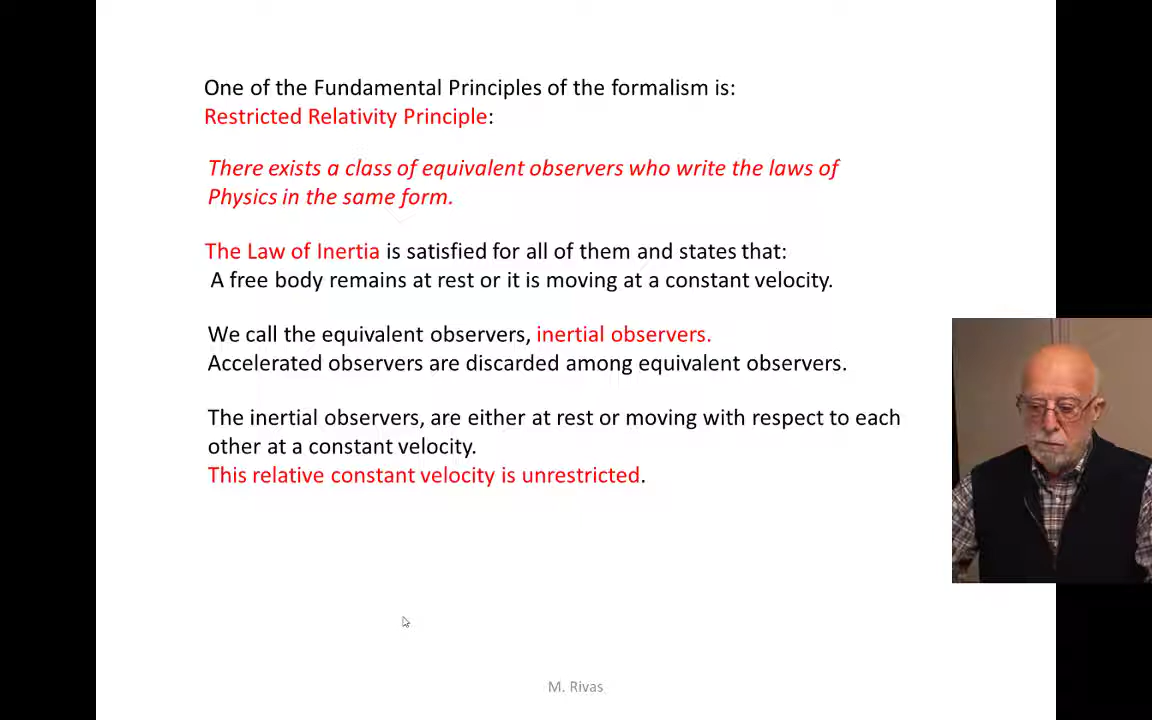 One of the Fundamental Principles of the formalism is:
Restricted Relativity Principle:
There exists a class of equivalent observers who write the laws of
Physics in the same form.
The Law of Inertia is satisfied for all of them and states that:
A free body remains at rest or it is moving at a constant velocity.
We call the equivalent observers, inertial observers.
Accelerated observers are discarded among equivalent observers.
The inertial observers, are either at rest or moving with respect to each
other at a constant velocity.
This relative constant velocity is unrestricted.
M. Rivas